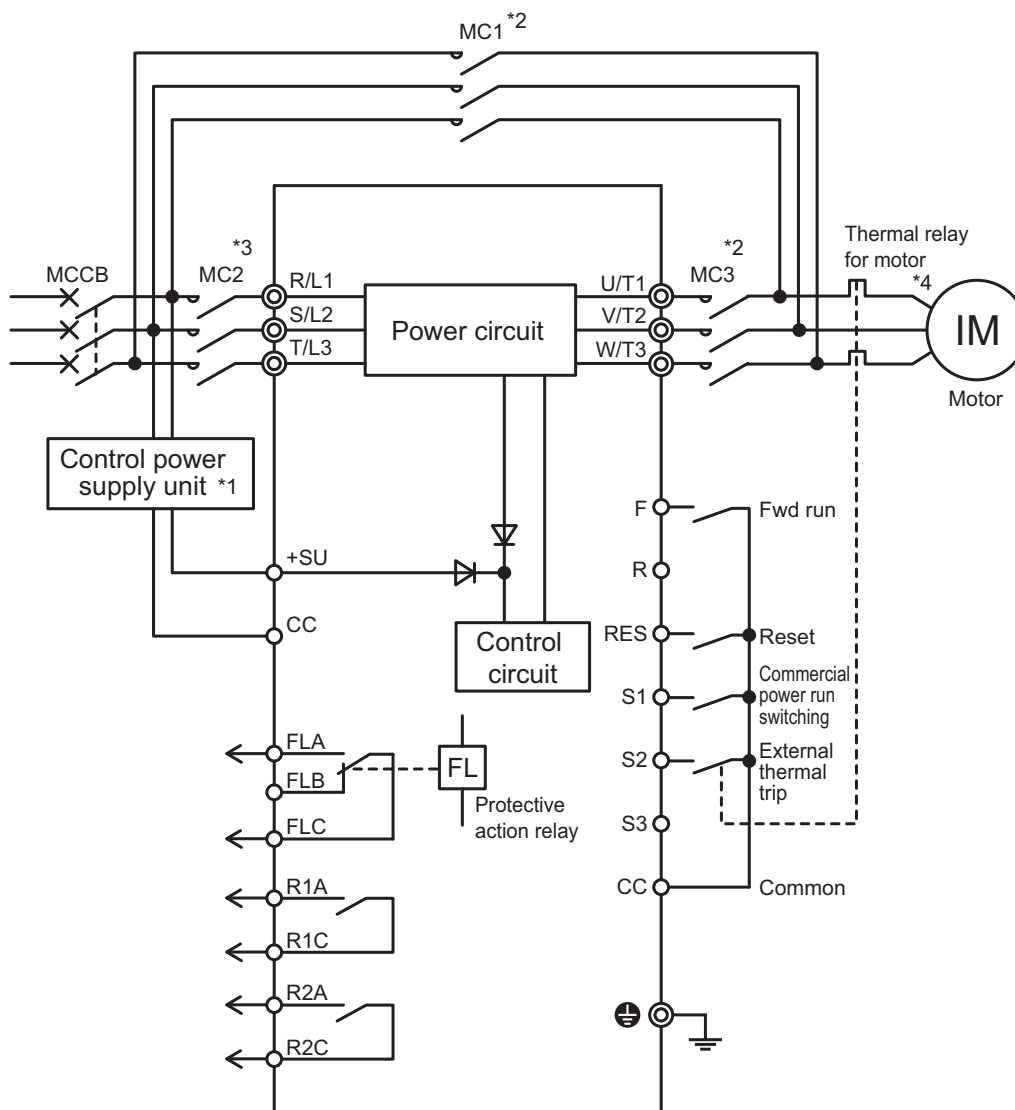 MC1 *2
*3
*2
Thermal relay
for motor
*4
MCCB
MC2
R/L1
U/T1
MC3
S/L2
Power circuit
V/T2
IM
T/L3
W/T3
Motor
Control power
supply unit *1
F
Fwd run
+SU
R
CC
Control
circuit
RES
Reset
S1
Commercial
power run
switching
FLA
FL
S2
External
thermal
trip
FLB
Protective
action relay
FLC
S3
CC
Common
R1A
R1C
R2A
R2C